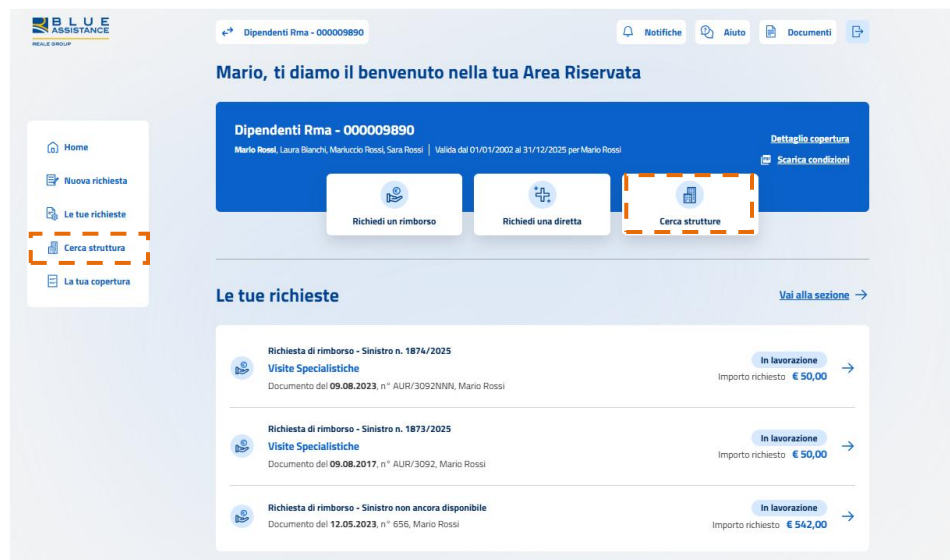 BLUE
ASSISTANCE
REALE GROUP
Dipendenti Rma - 000009890
Notifiche
Aiuto
Documenti
Mario, ti diamo il benvenuto nella tua Area Riservata
Home
Nuova richiesta
Le tue richieste
Cerca struttura
La tua copertura
Dipendenti Rma - 000009890
Mario Rossi, Laura Bianchi, Mariuccio Rossi, Sara Rossi | Valida dal 01/01/2002 al 31/12/2025 per Mario Rossi
Dettaglio copertura
Scarica condizioni
Richiedi un rimborso
Richiedi una diretta
Cerca strutture
Le tue richieste
Vai alla sezione
Richiesta di rimborso - Sinistro n. 1874/2025
Visite Specialistiche
Documento del 09.08.2023, n° AUR/3092NNN, Mario Rossi
In lavorazione
Importo richiesto € 50,00
Richiesta di rimborso - Sinistro n. 1873/2025
Visite Specialistiche
Documento del 09.08.2017, n° AUR/3092, Mario Rossi
In lavorazione
Importo richiesto € 50,00
Richiesta di rimborso - Sinistro non ancora disponibile
Documento del 12.05.2023, n° 656, Mario Rossi
In lavorazione
Importo richiesto € 542,00